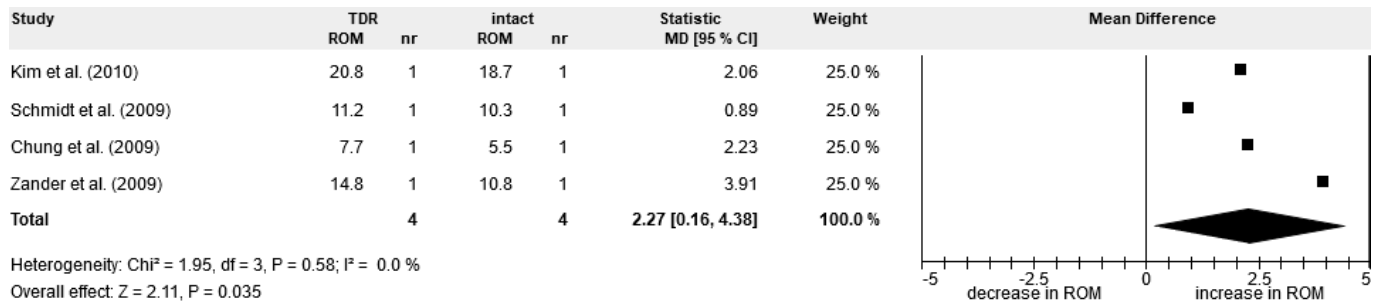 Study TDR intact Statistic Weight Mean Difference
ROM nr ROM nr MD [95 % CI]
Kim et al. (2010) 20.8 1 18.7 1 2.06 25.0 %
Schmidt et al. (2009) 11.2 1 10.3 1 0.89 25.0 %
Chung et al. (2009) 7.7 1 5.5 1 2.23 25.0 %
Zander et al. (2009) 14.8 1 10.8 1 3.91 25.0 %
Total 4 4 2.27 [0.16, 4.38] 100.0 %
Heterogeneity: Chi² = 1.95, df = 3, P = 0.58; I² = 0.0 %
Overall effect: Z = 2.11, P = 0.035
-5 -2.5 0 2.5 5
decrease in ROM increase in ROM